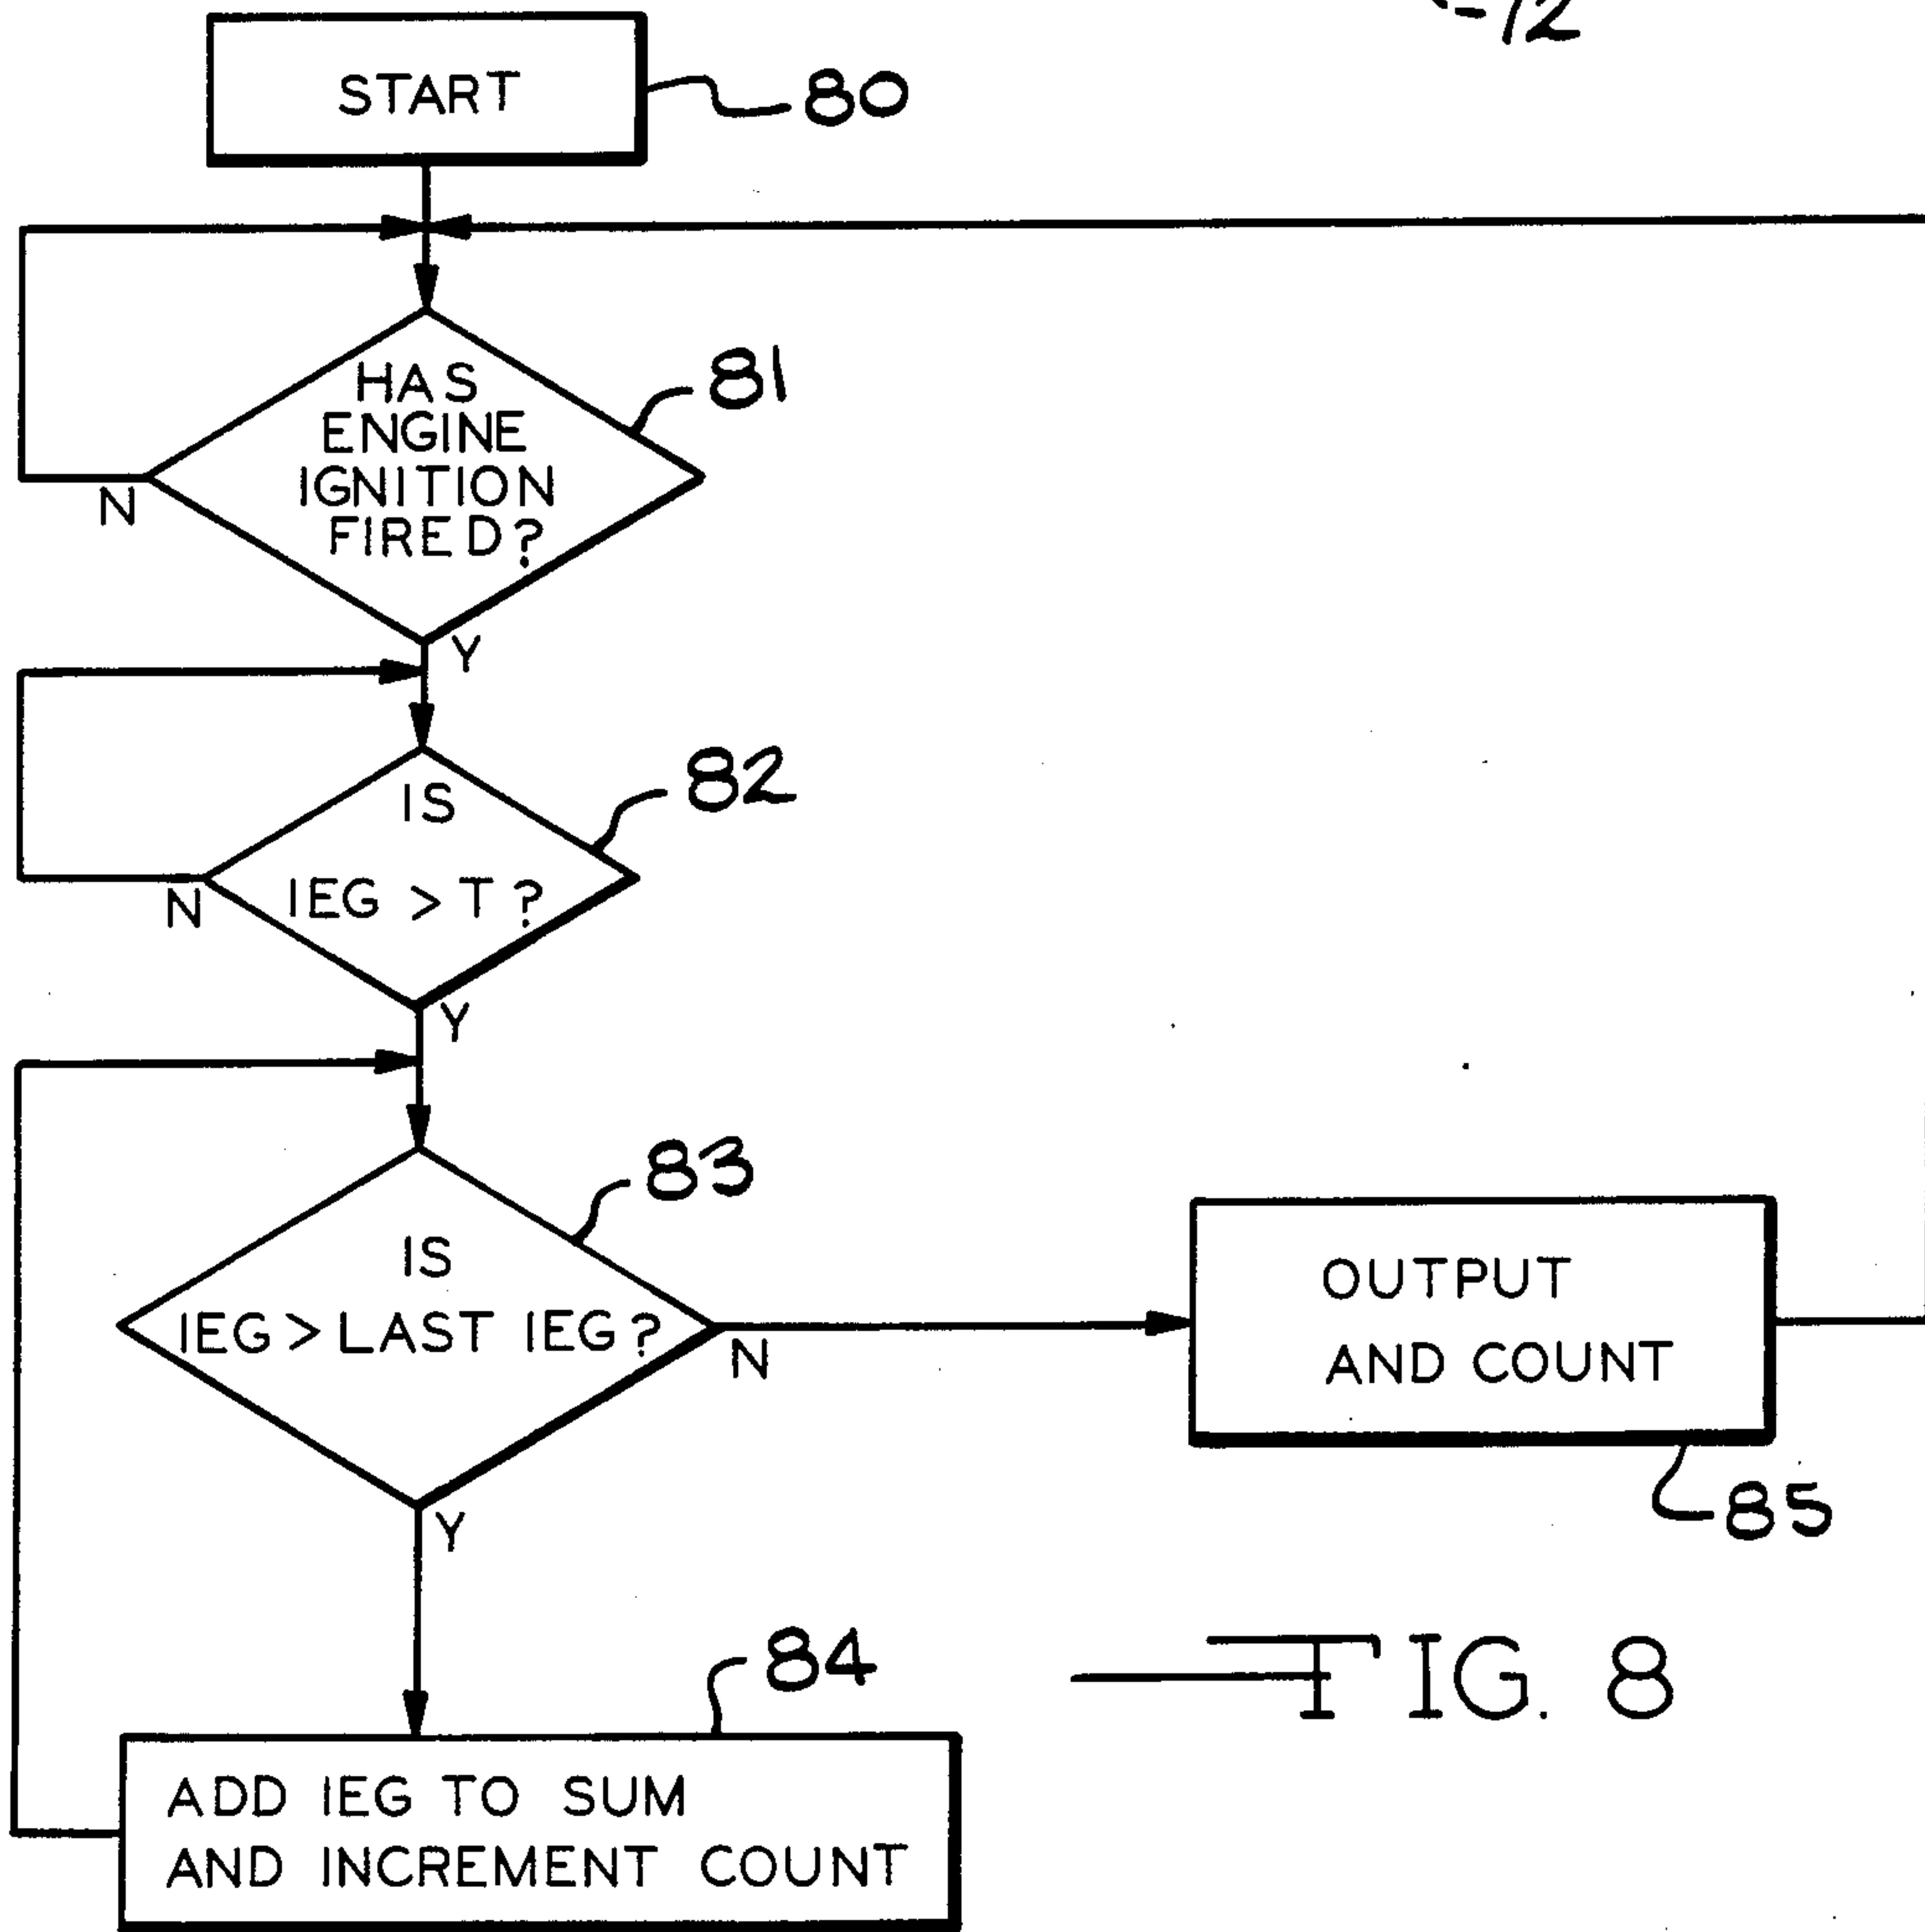 -12
START
80
HAS
ENGINE
IGNITION
FIRED?
81
N
Y
IS
IEG > T ?
82
N
Y
IS
IEG > LAST IEG ?
83
N
Y
OUTPUT
AND COUNT
85
84
ADD IEG TO SUM
AND INCREMENT COUNT
FIG. 8